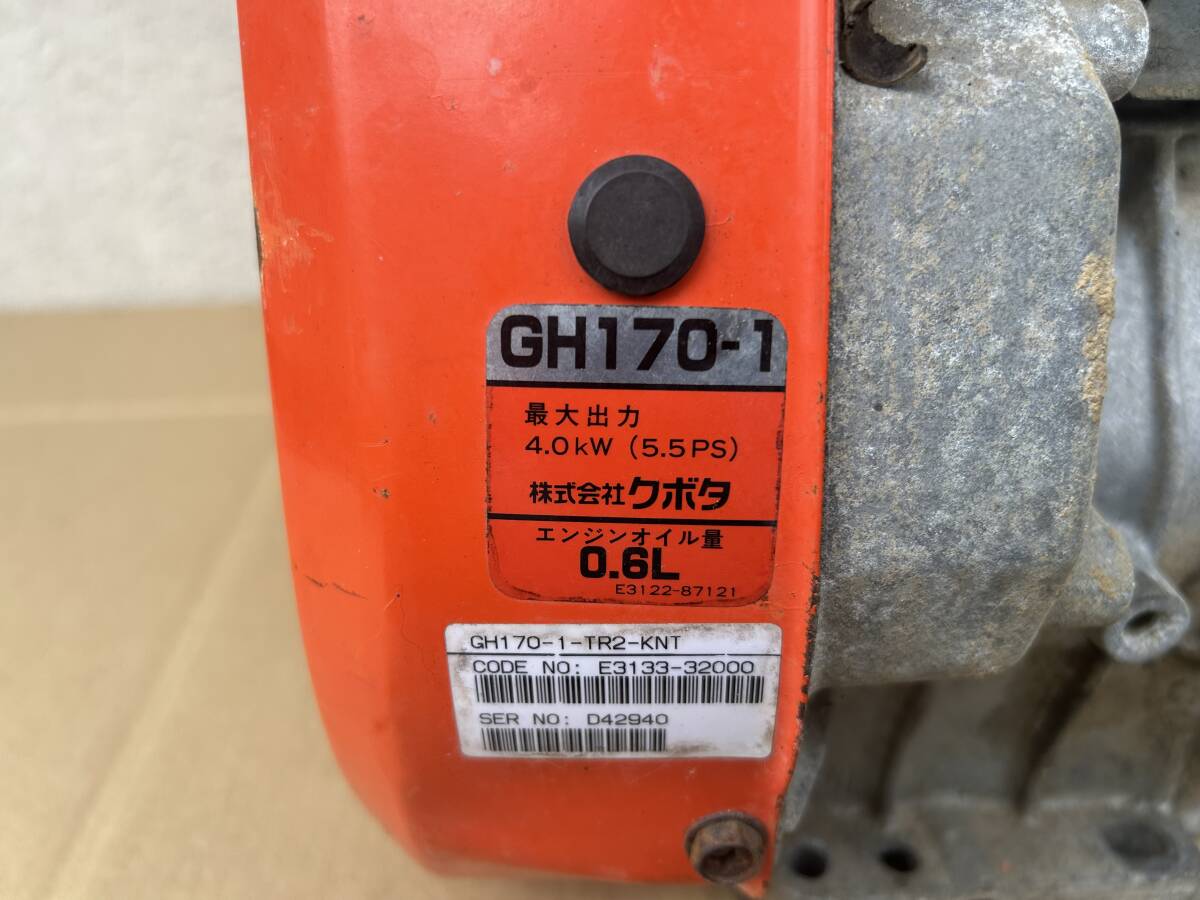 GH170-1
最大出力
4.0kW (5.5PS)
株式会社クボタ
エンジンオイル量
0.6L
E3122-87121
GH170-1-TR2-KNT
CODE NO: E3133-32000
SER NO: D42940